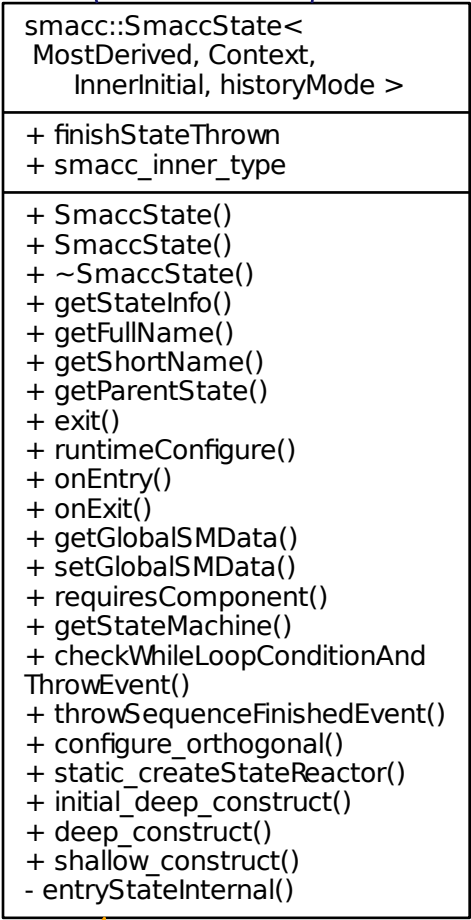 smacc::SmaccState<
MostDerived, Context,
InnerInitial, historyMode >
+ finishStateThrown
+ smacc_inner_type
+ SmaccState()
+ SmaccState()
+ ~SmaccState()
+ getStateInfo()
+ getFullName()
+ getShortName()
+ getParentState()
+ exit()
+ runtimeConfigure()
+ onEntry()
+ onExit()
+ getGlobalSMData()
+ setGlobalSMData()
+ requiresComponent()
+ getStateMachine()
+ checkWhileLoopConditionAnd
ThrowEvent()
+ throwSequenceFinishedEvent()
+ configure_orthogonal()
+ static_createStateReactor()
+ initial_deep_construct()
+ deep_construct()
+ shallow_construct()
- entryStateInternal()